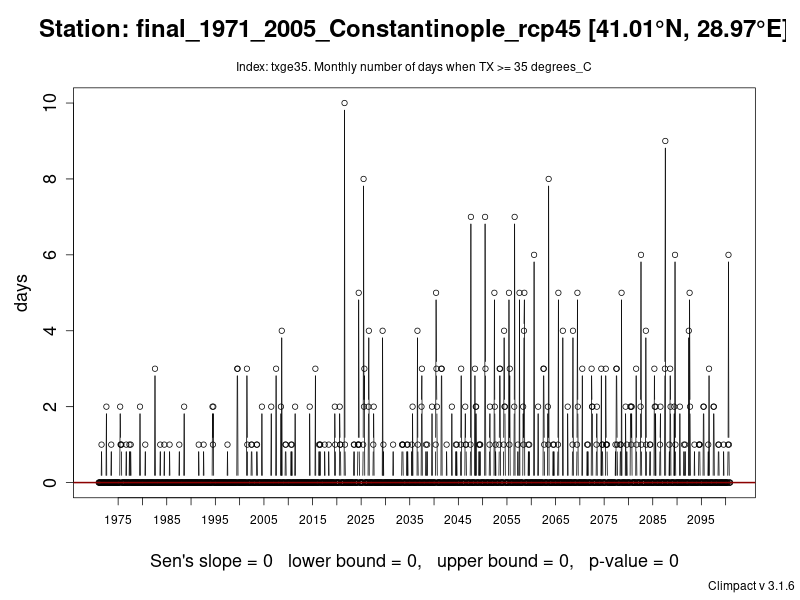 Station: final_1971_2005_Constantinople_rcp45 [41.01°N, 28.97°E]
Index: txge35. Monthly number of days when TX >= 35 degrees_C
10
8
6
4
2
0
days
1975 1985 1995 2005 2015 2025 2035 2045 2055 2065 2075 2085 2095
Sen's slope = 0 lower bound = 0, upper bound = 0, p-value = 0
Climpact v 3.1.6